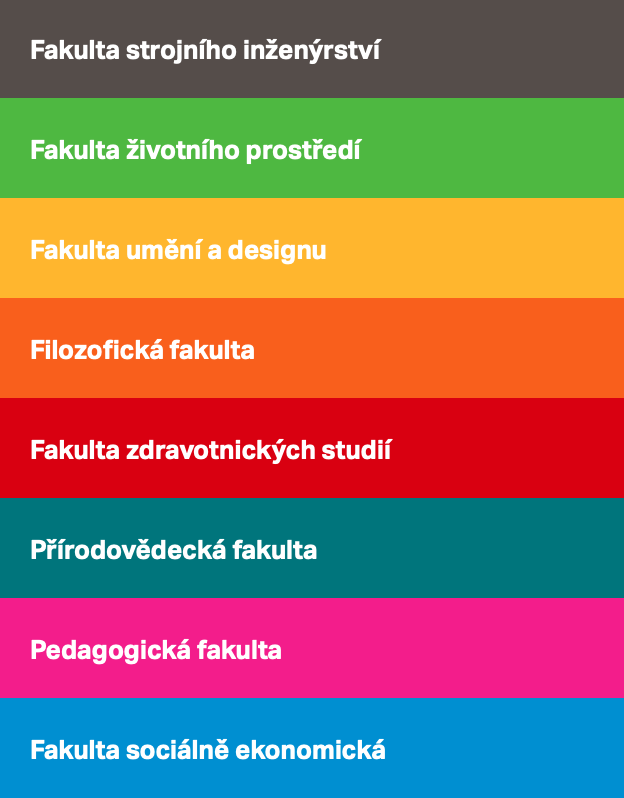 Fakulta strojního inženýrství
Fakulta životního prostředí
Fakulta umění a designu
Filozofická fakulta
Fakulta zdravotnických studií
Přírodovědecká fakulta
Pedagogická fakulta
Fakulta sociálně ekonomická